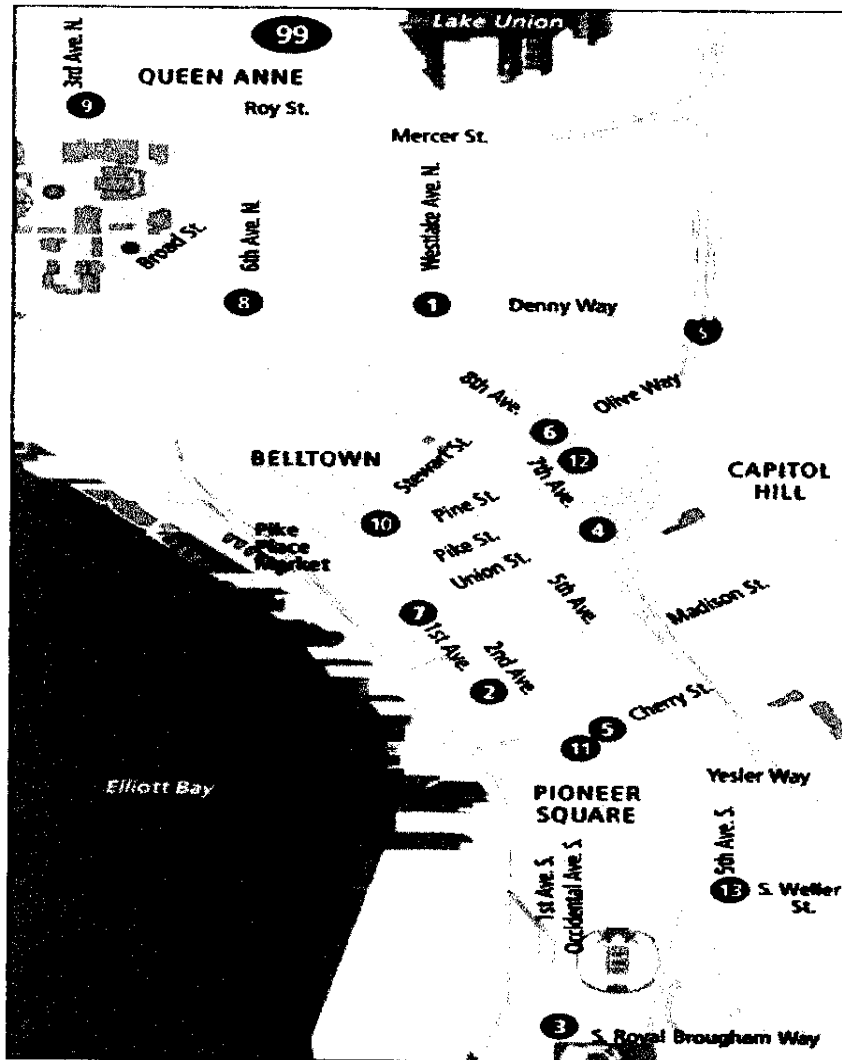 Lake Union
99
3rd Ave. N.
QUEEN ANNE
9
Roy St.
Mercer St.
Broad St.
6th Ave. N.
Westlake Ave. N.
8
1
Denny Way
5
8th Ave.
Olive Way
6
12
BELLTOWN
Stewart St.
7th Ave.
CAPITOL
HILL
10
Pine St.
4
Pike
Place
Market
Pike St.
Union St.
5th Ave.
Madison St.
7
1st Ave.
2nd Ave.
2
Cherry St.
5
11
Elliott Bay
PIONEER
SQUARE
Yesler Way
1st Ave. S.
Occidental Ave. S.
5th Ave. S.
13
S. Weller
St.
3
S. Royal Brougham Way